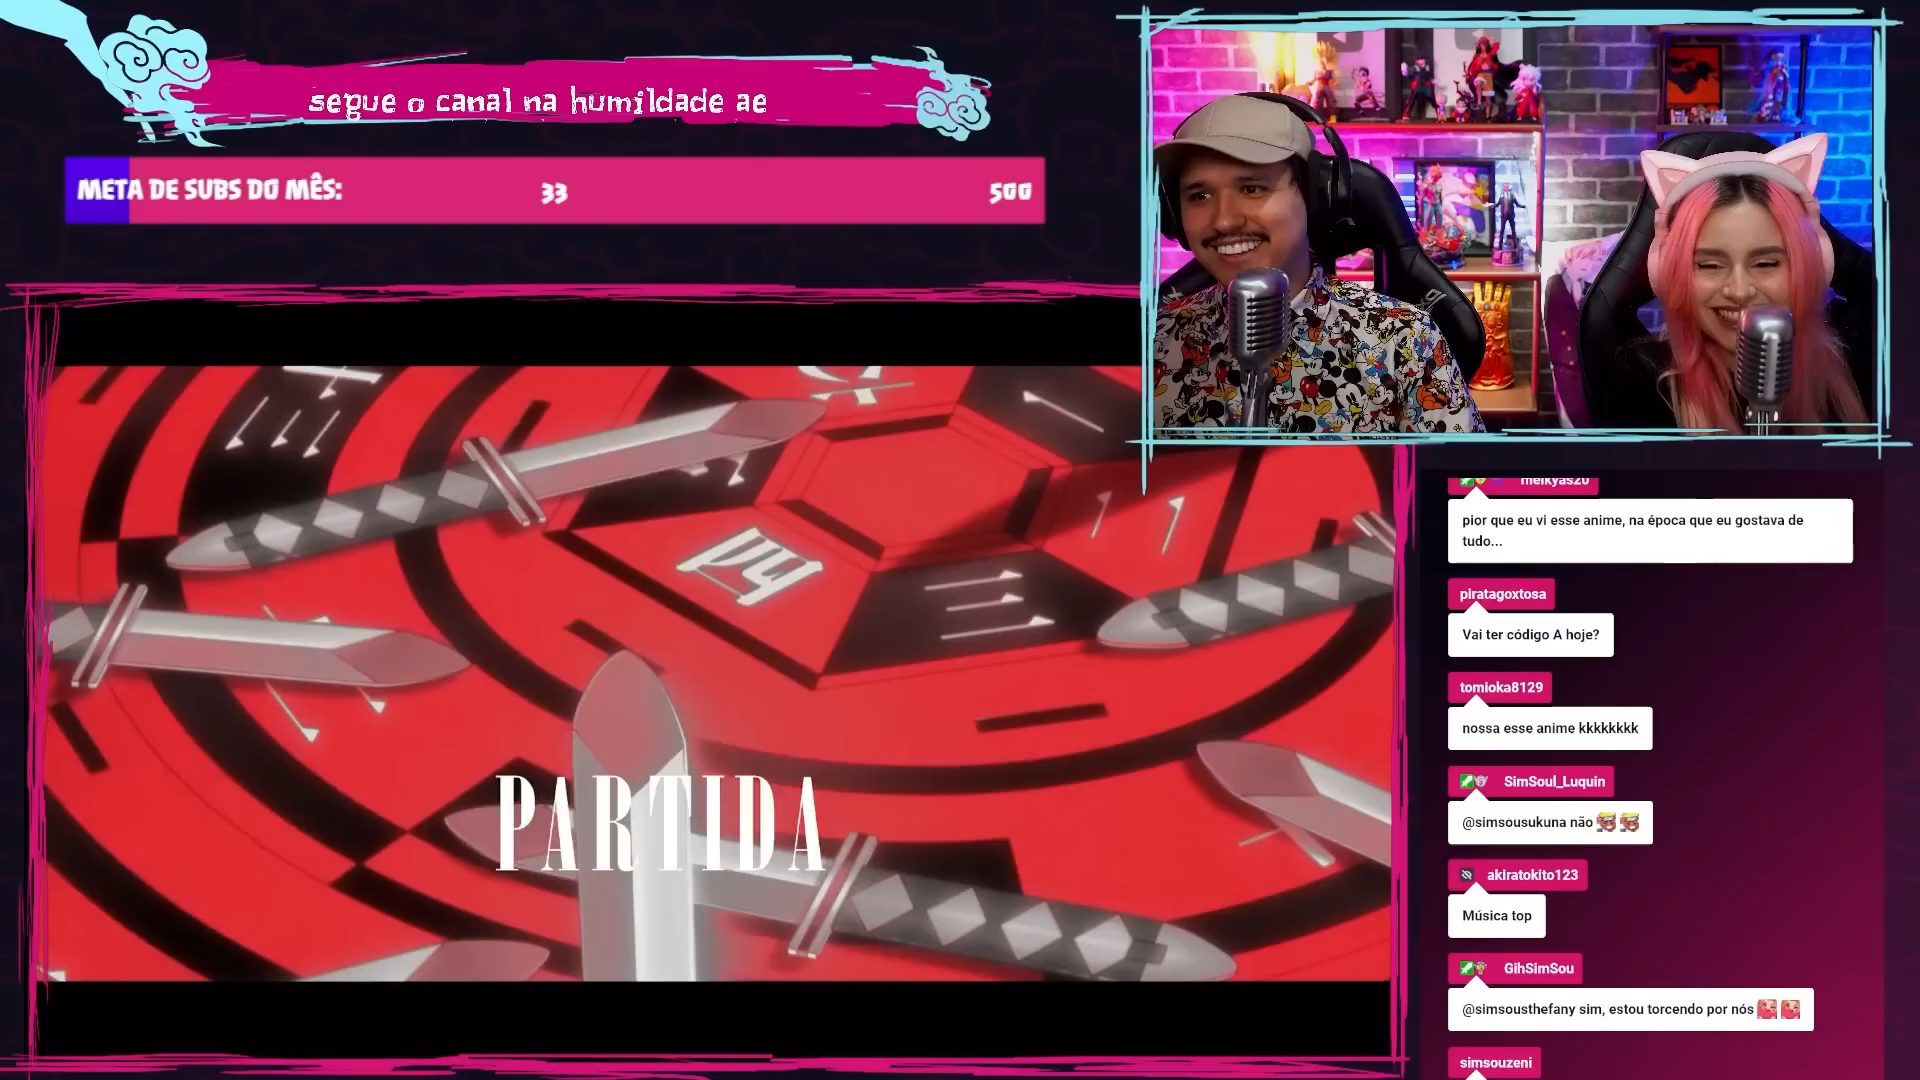 segue o canal na humildade ae
META DE SUBS DO MÊS: 33 500
PARTIDA
melkyas20
pior que eu vi esse anime, na época que eu gostava de
tudo...
piratagoxtosa
Vai ter código A hoje?
tomioka8129
nossa esse anime kkkkkkkk
SimSoul_Luquin
@simsousukuna não
akiratokito123
Música top
GihSimSou
@simsousthefany sim, estou torcendo por nós
simsouzeni